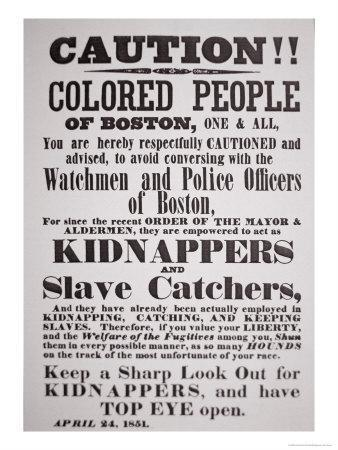 CAUTION!!
COLORED PEOPLE
OF BOSTON, ONE & ALL,
You are hereby respectfully CAUTIONED and
advised, to avoid conversing with the
Watchmen and Police Officers
of Boston,
For since the recent ORDER OF THE MAYOR &
ALDERMEN, they are empowered to act as
KIDNAPPERS
AND
Slave Catchers,
And they have already been actually employed in
KIDNAPPING, CATCHING, AND KEEPING
SLAVES. Therefore, if you value your LIBERTY,
and the Welfare of the Fugitives among you, Shun
them in every possible manner, as so many HOUNDS
on the track of the most unfortunate of your race.
Keep a Sharp Look Out for
KIDNAPPERS, and have
TOP EYE open.
APRIL 24, 1851.